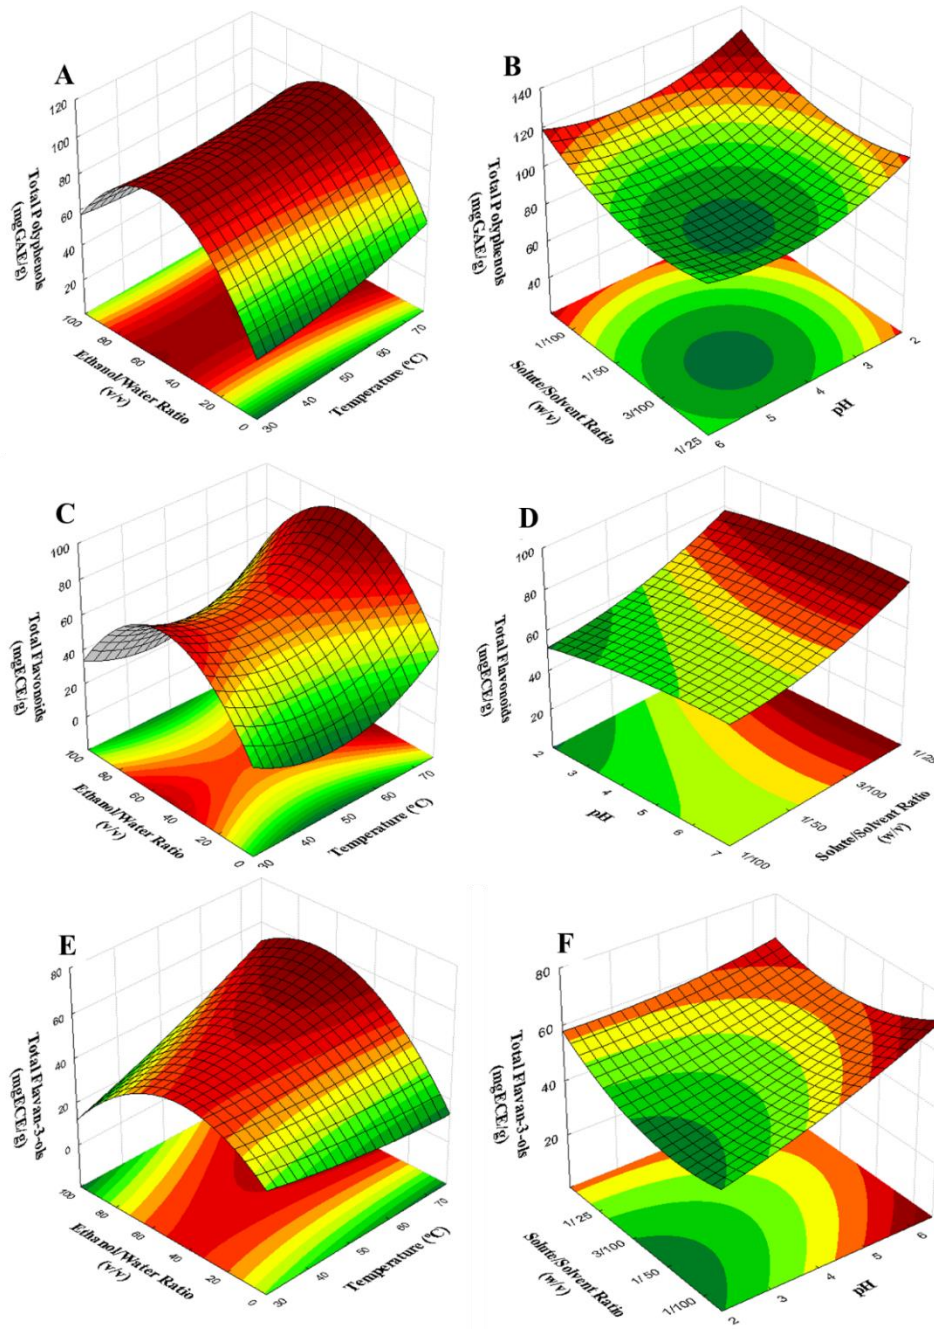 A
Total Polyphenols
(mgGAE/g)
120
100
80
60
40
20
100
80
60
40
20
0
Ethanol/Water Ratio
(v/v)
30
40
50
60
70
Temperature (°C)
B
Total Polyphenols
(mgGAE/g)
140
120
100
80
60
40
1/100
1/ 50
3/100
1/ 25
Solute/Solvent Ratio
(w/v)
6
5
4
3
2
pH
C
Total Flavonoids
(mgECE/g)
100
80
60
40
20
0
100
80
60
40
20
0
Ethanol/Water Ratio
(v/v)
30
40
50
60
70
Temperature (°C)
D
Total Flavonoids
(mgECE/g)
100
80
60
40
20
2
3
4
5
6
7
pH
1/100
1/50
3/100
1/25
Solute/Solvent Ratio
(w/v)
E
Total Flavan-3-ols
(mgECE/g)
80
60
40
20
0
100
80
60
40
20
0
Ethanol/Water Ratio
(v/v)
30
40
50
60
70
Temperature (°C)
F
Total Flavan-3-ols
(mgECE/g)
80
60
40
20
1/ 25
3/100
1/ 50
1/100
Solute/Solvent Ratio
(w/v)
2
3
4
5
6
pH